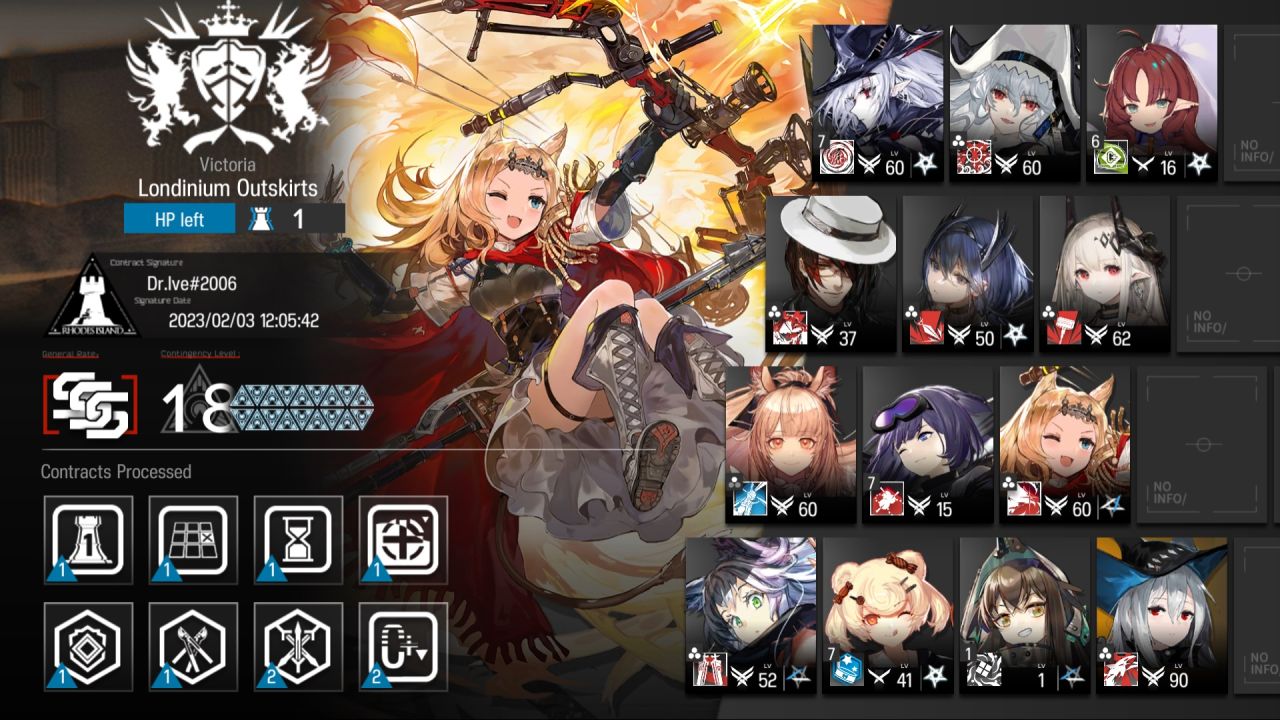 Victoria
Londinium Outskirts
HP left 1
Contract Signature
Dr.Ive#2006
Signature Date
2023/02/03 12:05:42
RHODES ISLAND
General Rate:
Contingency Level:
SSS 18
Contracts Processed
1
1 1 1 1
1 1 2 2
7 LV 60
LV 60
6 LV 16
NO INFO/
LV 37
LV 50
LV 62
NO INFO/
LV 60
7 LV 15
LV 60
NO INFO/
LV 52
7 LV 41
1 LV 1
LV 90
NO INFO